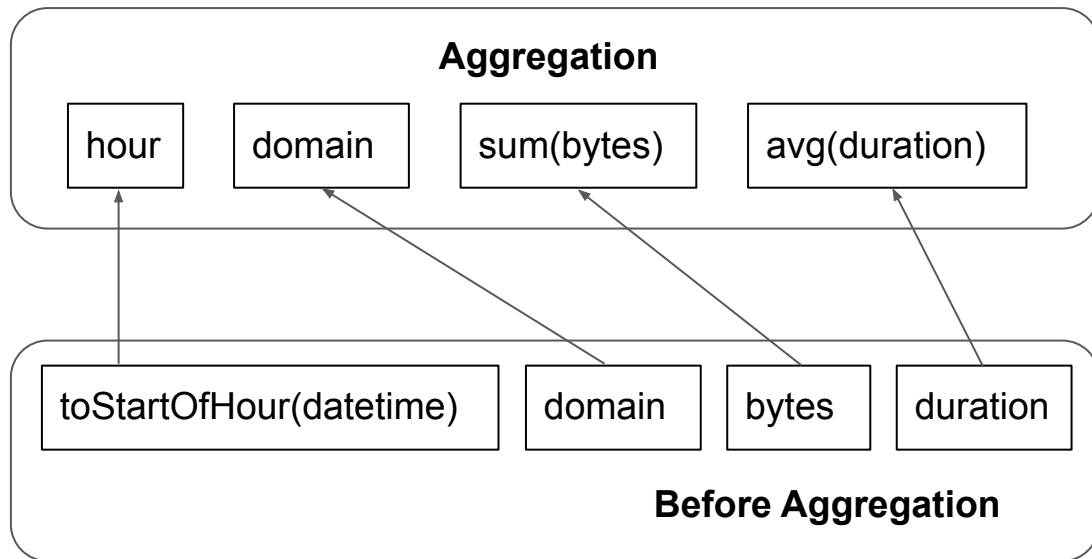 Aggregation
hour domain sum(bytes) avg(duration)
toStartOfHour(datetime) domain bytes duration
Before Aggregation